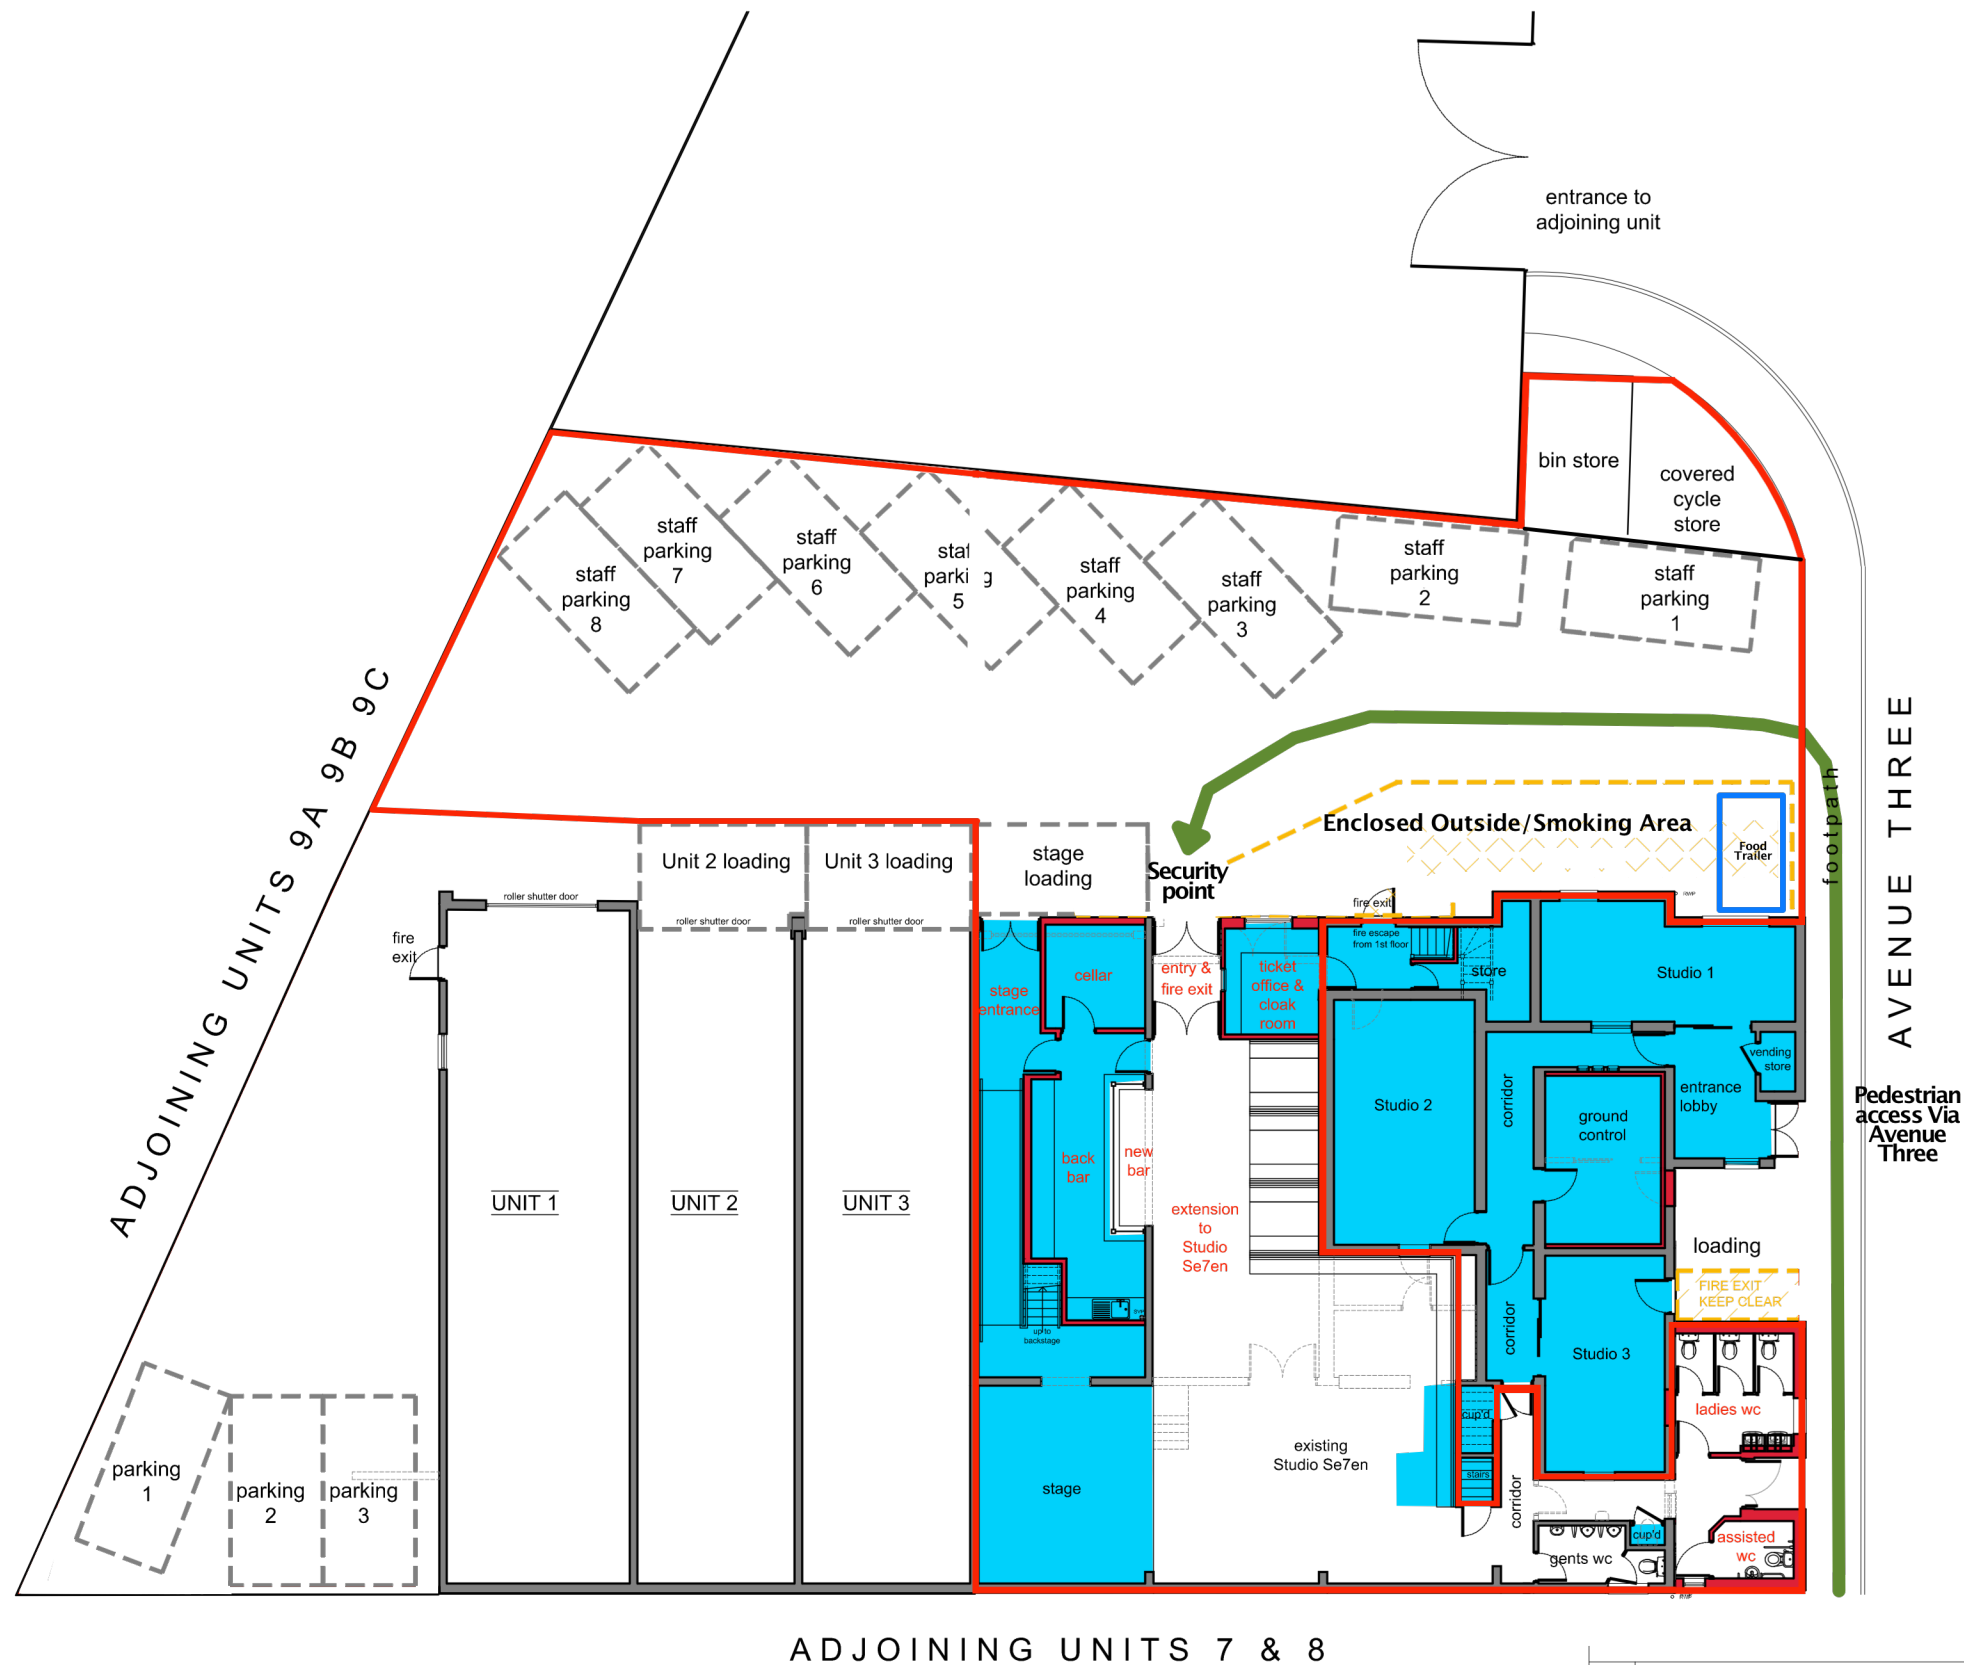 entrance to
adjoining unit
bin store
covered
cycle
store
staff
parking
8
staff
parking
7
staff
parking
6
staff
parking
5
staff
parking
4
staff
parking
3
staff
parking
2
staff
parking
1
ADJOINING UNITS 9A 9B 9C
AVENUE THREE
footpath
Enclosed Outside/Smoking Area
Food
Trailer
Security
point
Unit 2 loading
Unit 3 loading
stage
loading
roller shutter door
roller shutter door
roller shutter door
fire
exit
fire exit
fire escape
from 1st floor
RWP
store
Studio 1
stage
entrance
cellar
entry &
fire exit
ticket
office &
cloak
room
vending
store
entrance
lobby
Pedestrian
access Via
Avenue
Three
Studio 2
corridor
ground
control
back
bar
new
bar
UNIT 1
UNIT 2
UNIT 3
extension
to
Studio
Se7en
loading
FIRE EXIT
KEEP CLEAR
up to
backstage
corridor
Studio 3
ladies wc
cup'd
existing
Studio Se7en
stairs
corridor
stage
parking
1
parking
2
parking
3
gents wc
cup'd
assisted
wc
RWP
ADJOINING UNITS 7 & 8